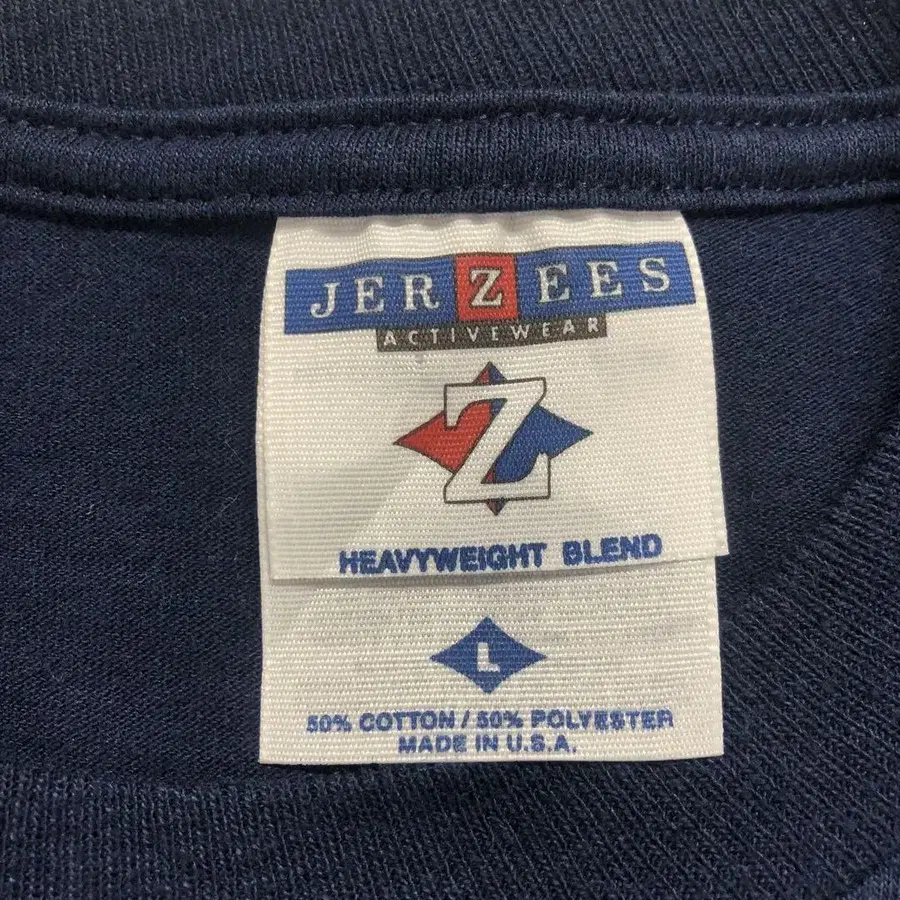 JERZEES
ACTIVEWEAR
Z
HEAVYWEIGHT BLEND
L
50% COTTON / 50% POLYESTER
MADE IN U.S.A.